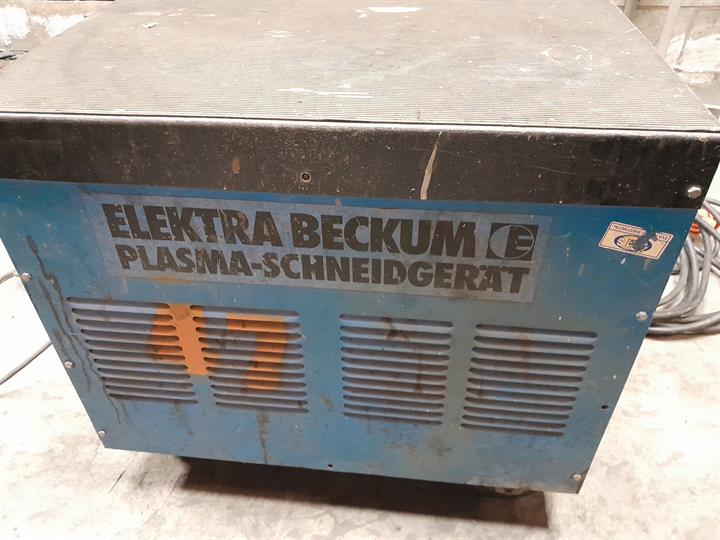 ELEKTRA BECKUM E
PLASMA-SCHNEIDGERÄT
47